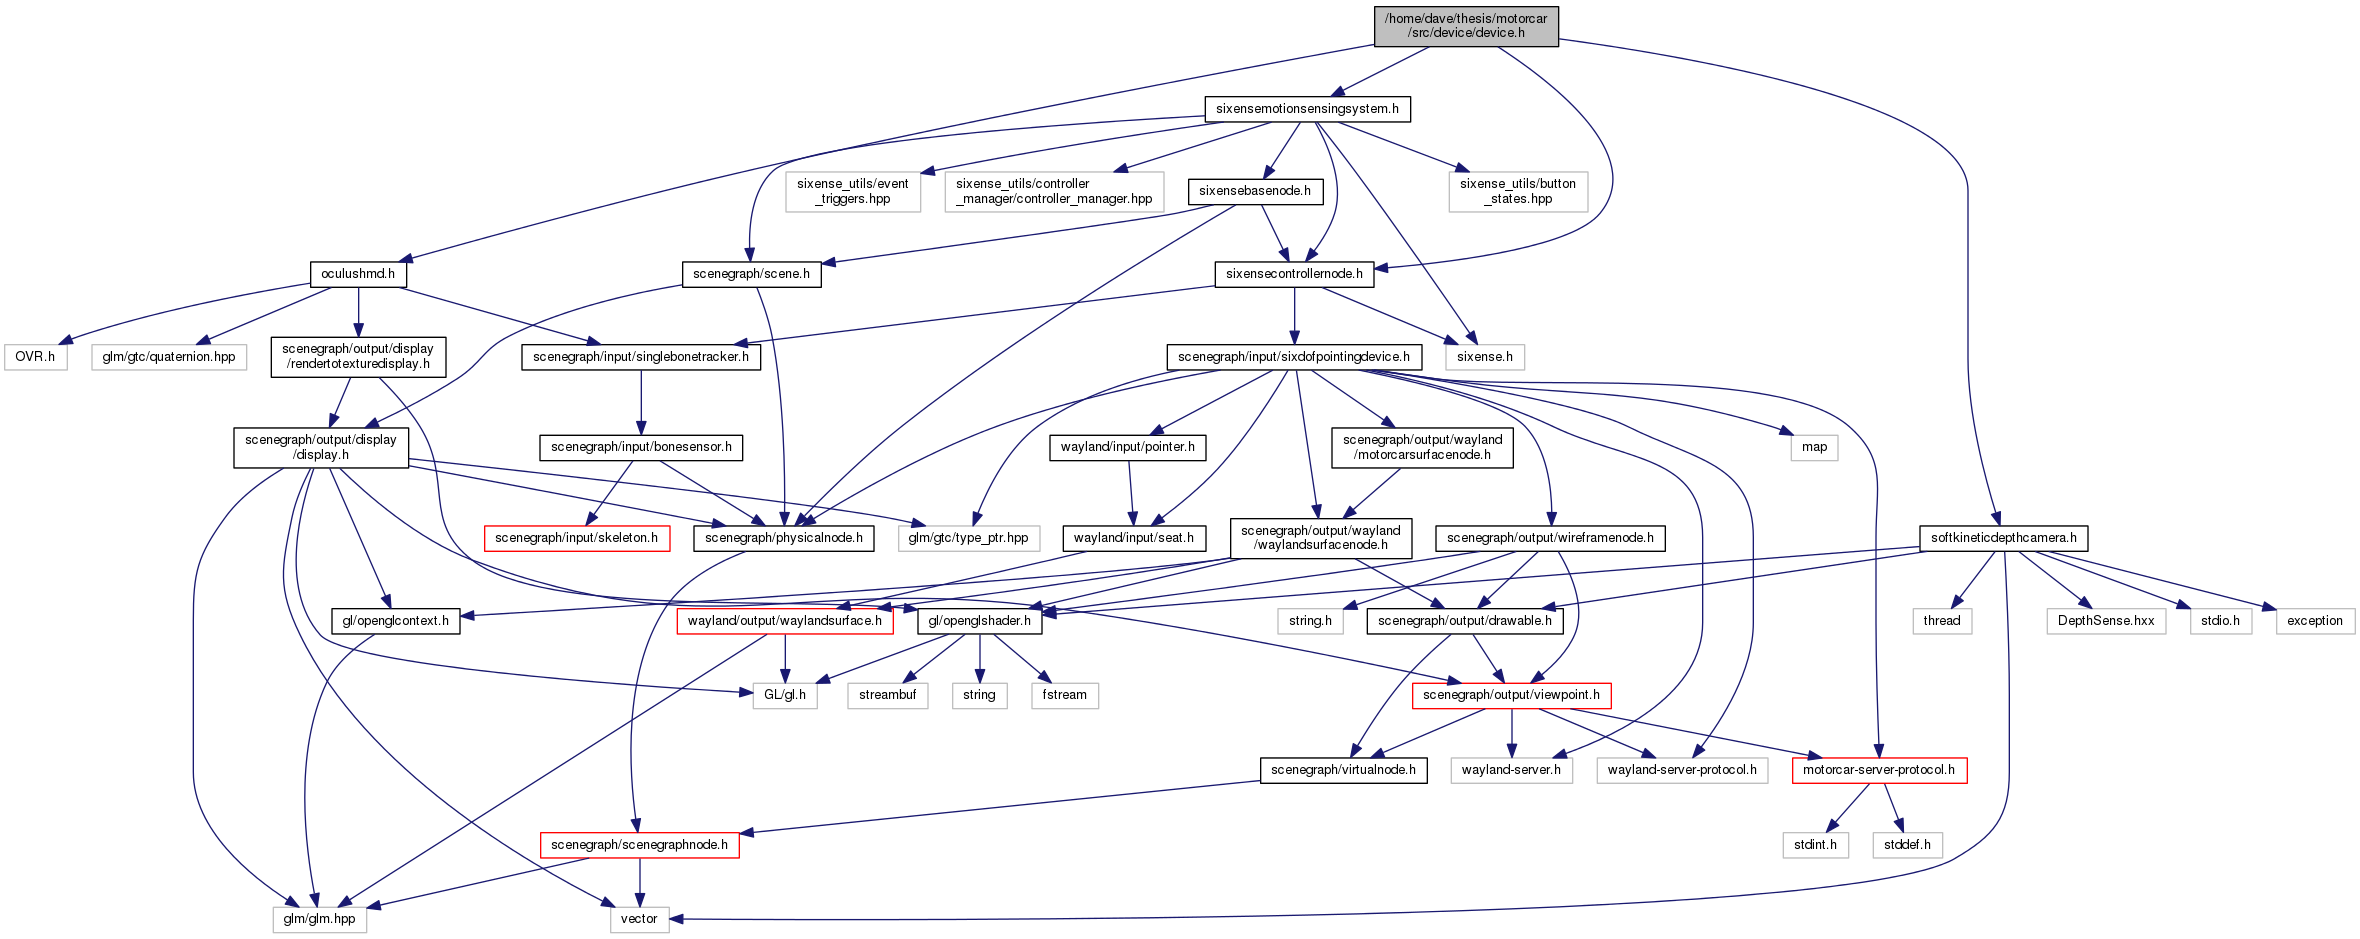 /home/dave/thesis/motorcar
/src/device/device.h
sixensemotionsensingsystem.h
sixense_utils/event
_triggers.hpp
sixense_utils/controller
_manager/controller_manager.hpp
sixensebasenode.h
sixense_utils/button
_states.hpp
oculushmd.h
scenegraph/scene.h
sixensecontrollernode.h
OVR.h
glm/gtc/quaternion.hpp
scenegraph/output/display
/rendertotexturedisplay.h
scenegraph/input/singlebonetracker.h
scenegraph/input/sixdofpointingdevice.h
sixense.h
scenegraph/output/display
/display.h
scenegraph/input/bonesensor.h
wayland/input/pointer.h
scenegraph/output/wayland
/motorcarsurfacenode.h
map
scenegraph/input/skeleton.h
scenegraph/physicalnode.h
glm/gtc/type_ptr.hpp
wayland/input/seat.h
scenegraph/output/wayland
/waylandsurfacenode.h
scenegraph/output/wireframenode.h
softkineticdepthcamera.h
gl/openglcontext.h
wayland/output/waylandsurface.h
gl/openglshader.h
string.h
scenegraph/output/drawable.h
thread
DepthSense.hxx
stdio.h
exception
GL/gl.h
streambuf
string
fstream
scenegraph/output/viewpoint.h
scenegraph/virtualnode.h
wayland-server.h
wayland-server-protocol.h
motorcar-server-protocol.h
scenegraph/scenegraphnode.h
stdint.h
stddef.h
glm/glm.hpp
vector